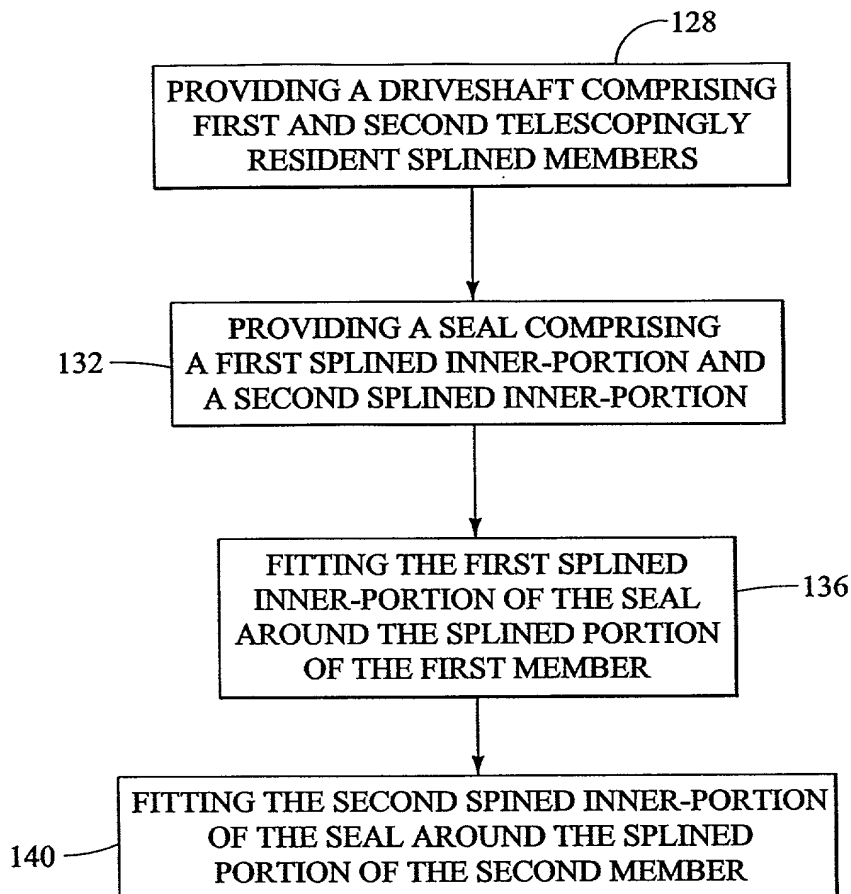 128
PROVIDING A DRIVESHAFT COMPRISING
FIRST AND SECOND TELESCOPINGLY
RESIDENT SPLINED MEMBERS
PROVIDING A SEAL COMPRISING
A FIRST SPLINED INNER-PORTION AND
A SECOND SPLINED INNER-PORTION
132
FITTING THE FIRST SPLINED
INNER-PORTION OF THE SEAL
AROUND THE SPLINED PORTION
OF THE FIRST MEMBER
136
FITTING THE SECOND SPINED INNER-PORTION
OF THE SEAL AROUND THE SPLINED
PORTION OF THE SECOND MEMBER
140